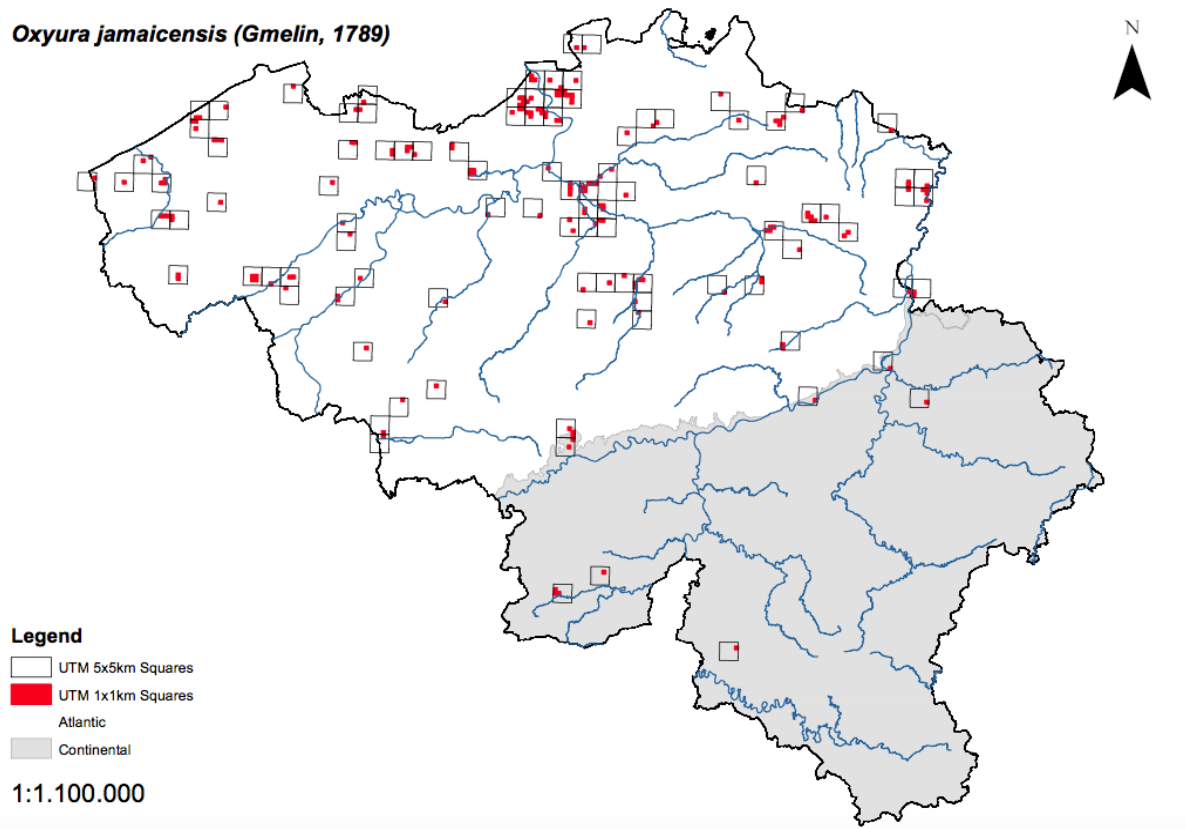 Oxyura jamaicensis (Gmelin, 1789)
N
Legend
UTM 5x5km Squares
UTM 1x1km Squares
Atlantic
Continental
1:1.100.000